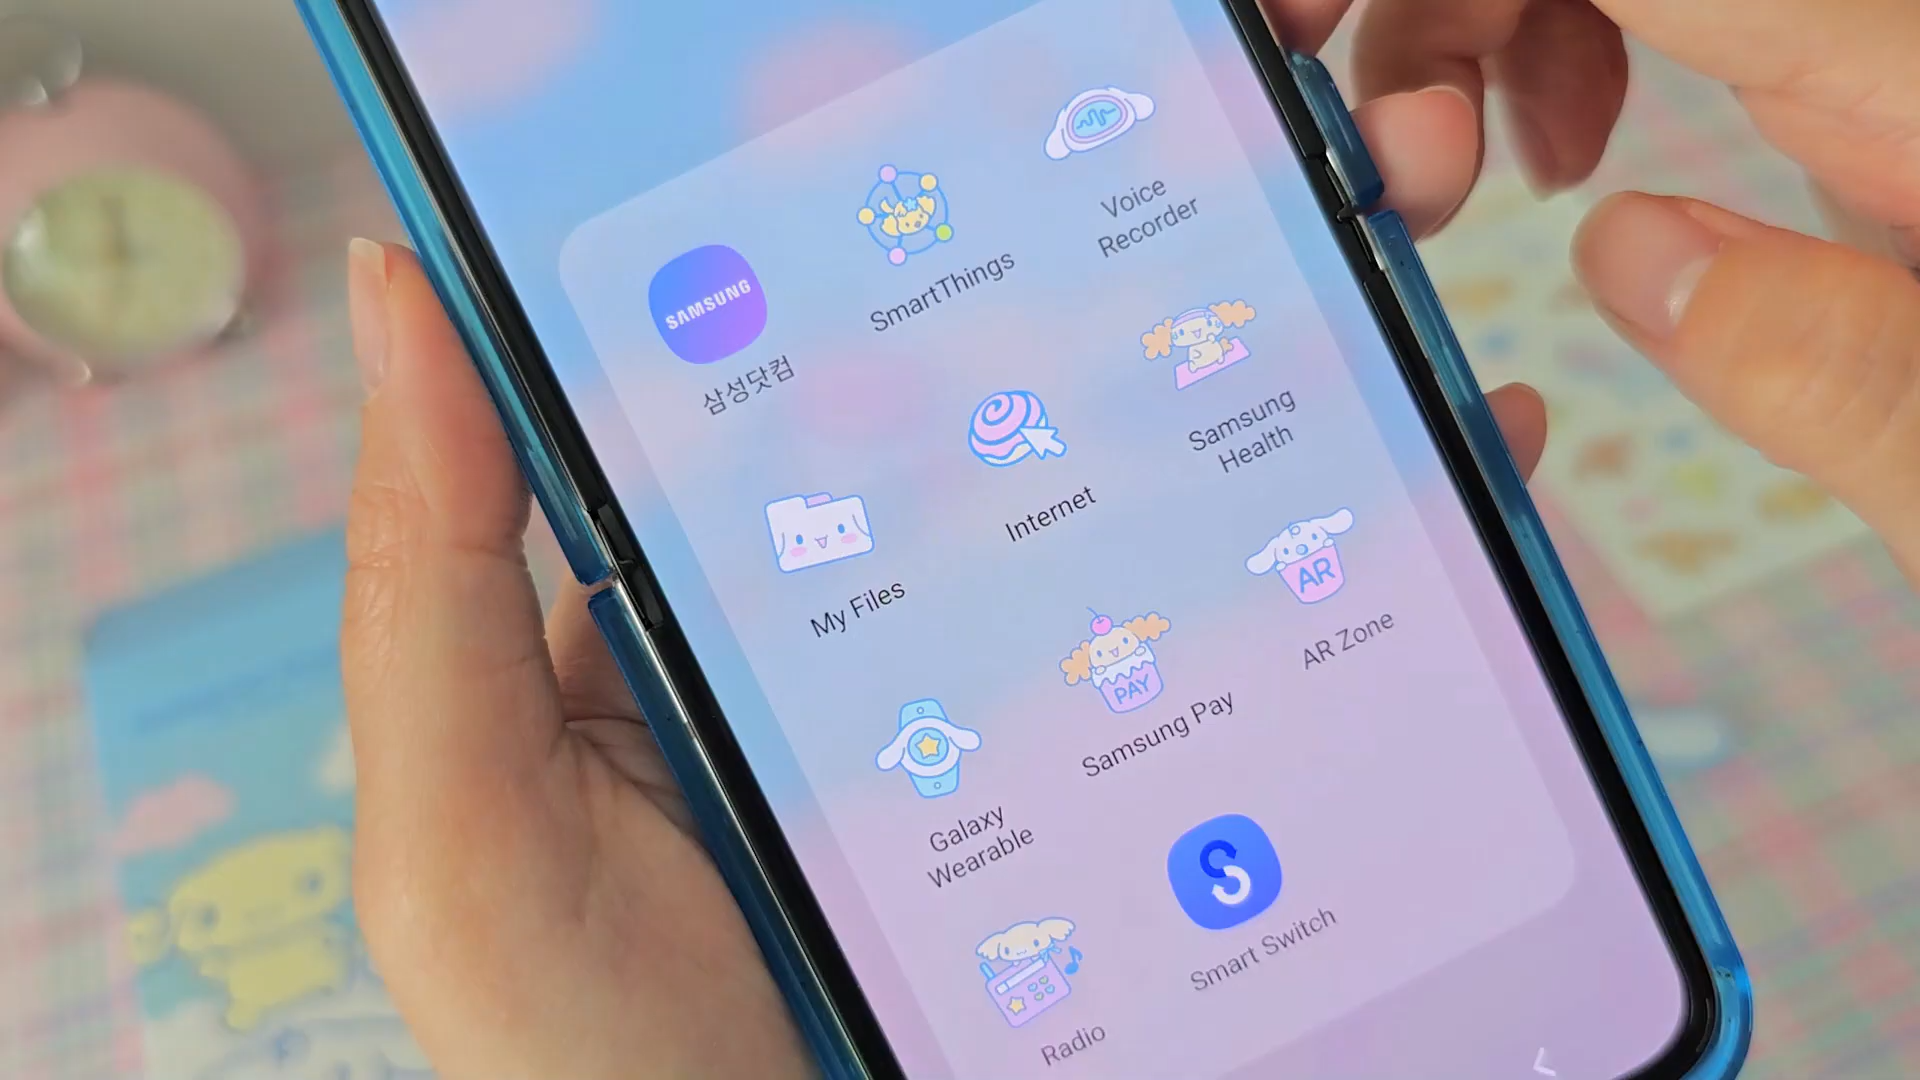 SAMSUNG
삼성닷컴
SmartThings
Voice
Recorder
My Files
Internet
Samsung
Health
Galaxy
Wearable
PAY
Samsung Pay
AR
AR Zone
Radio
Smart Switch